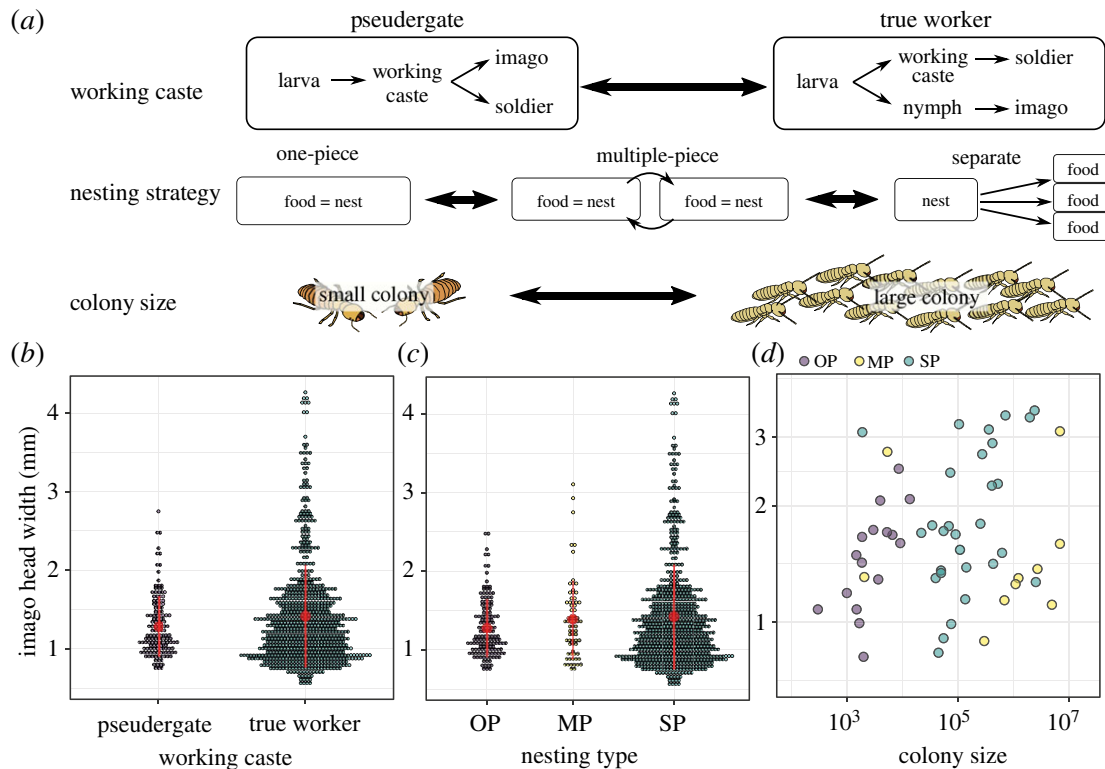 (a)
pseudergate
true worker
working caste
larva
working
caste
imago
soldier
larva
working
caste
soldier
nymph
imago
one-piece
multiple-piece
separate
nesting strategy
food = nest
food = nest
food = nest
nest
food
food
food
colony size
small colony
large colony
(b)
(c)
(d)
OP MP SP
imago head width (mm)
4
3
2
1
pseudergate
true worker
working caste
4
3
2
1
OP
MP
SP
nesting type
3
2
1
10³
10⁵
10⁷
colony size